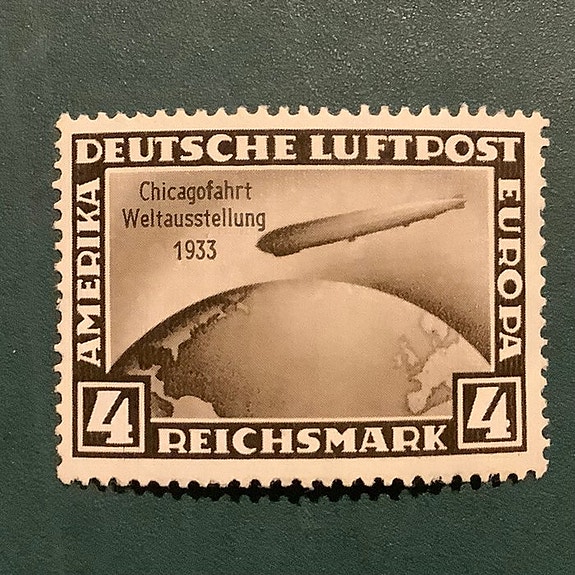 DEUTSCHE LUFTPOST
AMERIKA
Chicagofahrt
Weltausstellung
1933
EUROPA
4
REICHSMARK
4